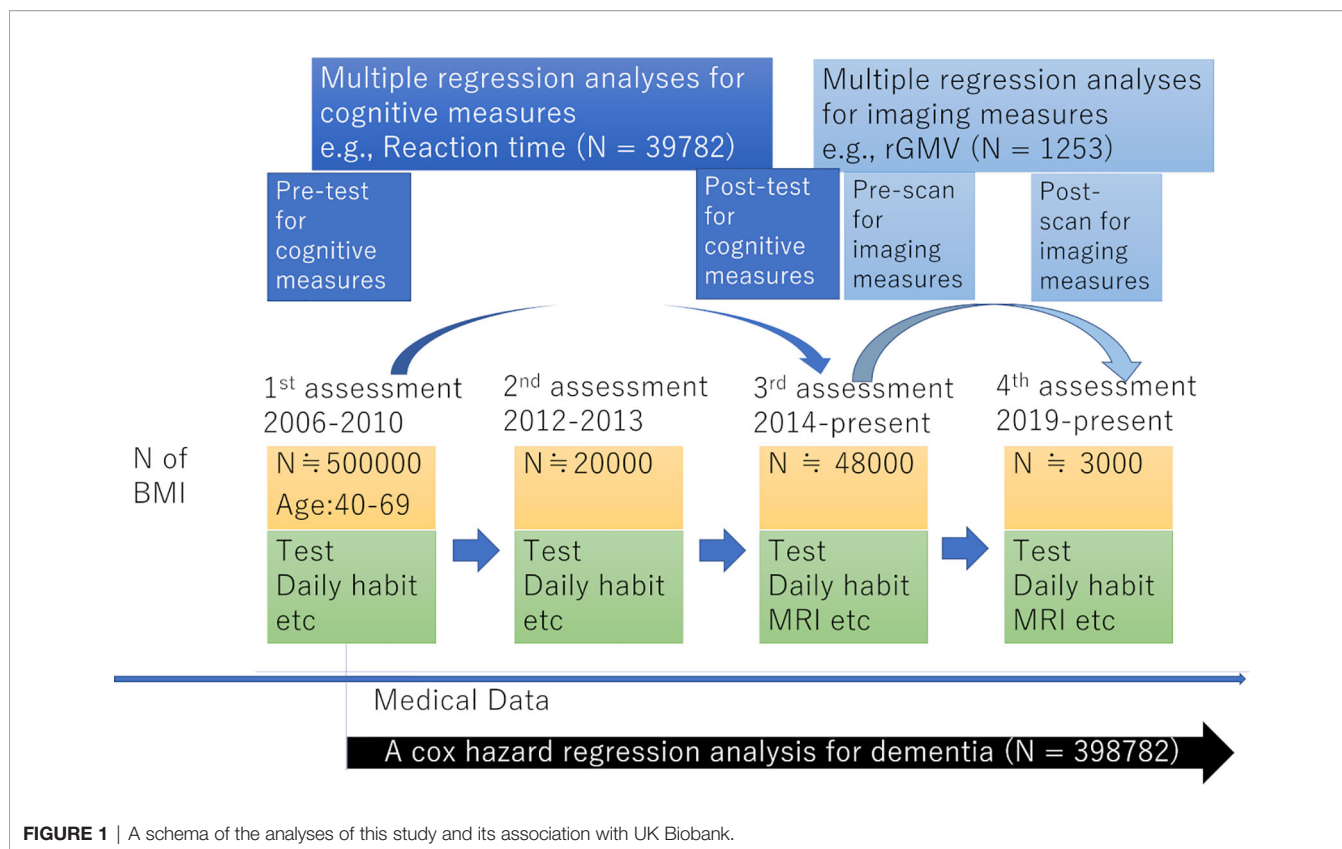 Multiple regression analyses for
cognitive measures
e.g., Reaction time (N = 39782)
Multiple regression analyses
for imaging measures
e.g., rGMV (N = 1253)
Pre-test
for
cognitive
measures
Post-test
for
cognitive
measures
Pre-scan
for
imaging
measures
Post-
scan for
imaging
measures
1st assessment
2006-2010
2nd assessment
2012-2013
3rd assessment
2014-present
4th assessment
2019-present
N of
BMI
N≒500000
Age:40-69
N≒20000
N ≒ 48000
N ≒ 3000
Test
Daily habit
etc
Test
Daily habit
etc
Test
Daily habit
MRI etc
Test
Daily habit
MRI etc
Medical Data
A cox hazard regression analysis for dementia (N = 398782)
FIGURE 1 | A schema of the analyses of this study and its association with UK Biobank.